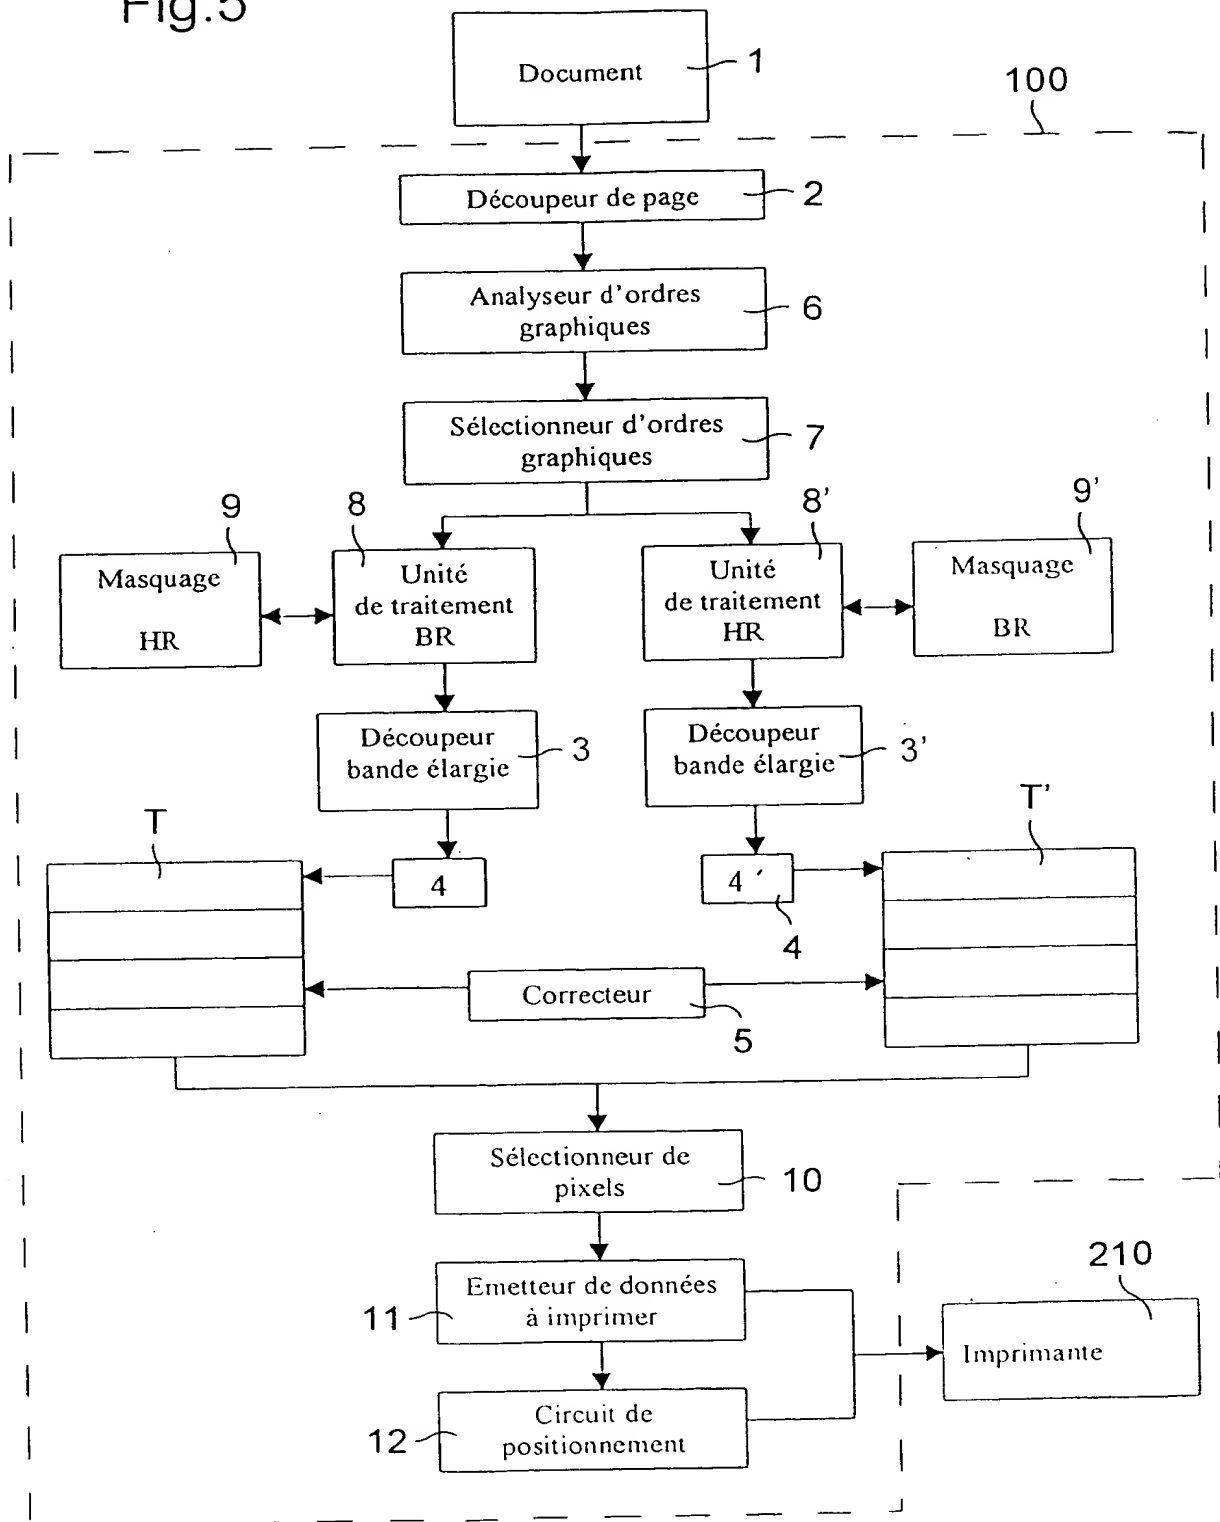 Fig.5
Document
1
100
Découpeur de page
2
Analyseur d'ordres
graphiques
6
Sélectionneur d'ordres
graphiques
7
9
8
8'
9'
Masquage
HR
Unité
de traitement
BR
Unité
de traitement
HR
Masquage
BR
Découpeur
bande élargie
3
Découpeur
bande élargie
3'
T
T'
4
4'
4
Correcteur
5
Sélectionneur de
pixels
10
Emetteur de données
à imprimer
11
210
Imprimante
Circuit de
positionnement
12